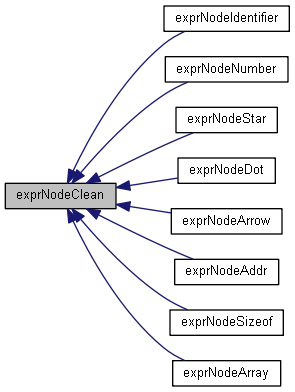 exprNodeIdentifier
exprNodeNumber
exprNodeStar
exprNodeDot
exprNodeClean
exprNodeArrow
exprNodeAddr
exprNodeSizeof
exprNodeArray